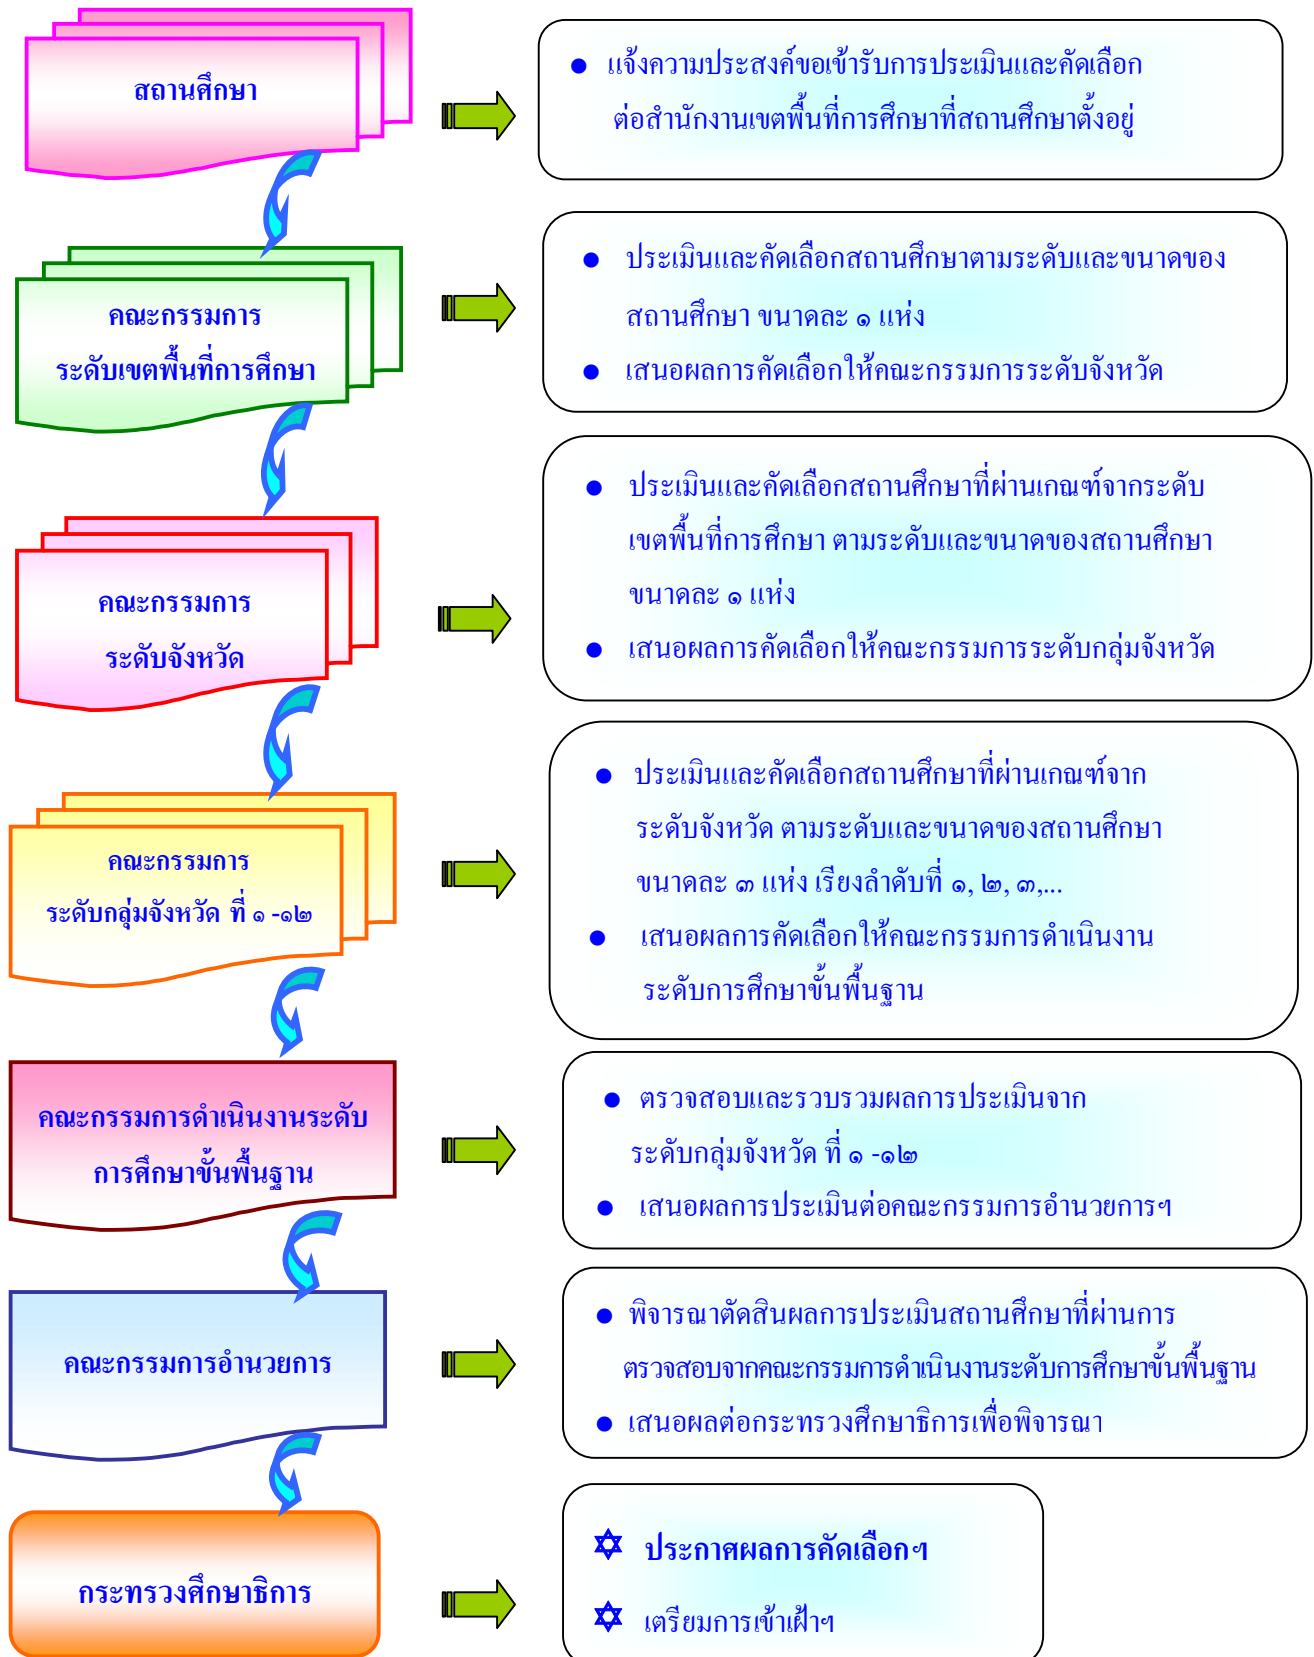 สถานศึกษา
● แจ้งความประสงค์ขอเข้ารับการประเมินและคัดเลือก
ต่อสำนักงานเขตพื้นที่การศึกษาที่สถานศึกษาตั้งอยู่
คณะกรรมการ
ระดับเขตพื้นที่การศึกษา
● ประเมินและคัดเลือกสถานศึกษาตามระดับและขนาดของ
สถานศึกษา ขนาดละ ๑ แห่ง
● เสนอผลการคัดเลือกให้คณะกรรมการระดับจังหวัด
คณะกรรมการ
ระดับจังหวัด
● ประเมินและคัดเลือกสถานศึกษาที่ผ่านเกณฑ์จากระดับ
เขตพื้นที่การศึกษา ตามระดับและขนาดของสถานศึกษา
ขนาดละ ๑ แห่ง
● เสนอผลการคัดเลือกให้คณะกรรมการระดับกลุ่มจังหวัด
คณะกรรมการ
ระดับกลุ่มจังหวัด ที่ ๑ -๑๒
● ประเมินและคัดเลือกสถานศึกษาที่ผ่านเกณฑ์จาก
ระดับจังหวัด ตามระดับและขนาดของสถานศึกษา
ขนาดละ ๓ แห่ง เรียงลำดับที่ ๑, ๒, ๓,...
● เสนอผลการคัดเลือกให้คณะกรรมการดำเนินงาน
ระดับการศึกษาขั้นพื้นฐาน
คณะกรรมการดำเนินงานระดับ
การศึกษาขั้นพื้นฐาน
● ตรวจสอบและรวบรวมผลการประเมินจาก
ระดับกลุ่มจังหวัด ที่ ๑ -๑๒
● เสนอผลการประเมินต่อคณะกรรมการอำนวยการฯ
คณะกรรมการอำนวยการ
● พิจารณาตัดสินผลการประเมินสถานศึกษาที่ผ่านการ
ตรวจสอบจากคณะกรรมการดำเนินงานระดับการศึกษาขั้นพื้นฐาน
● เสนอผลต่อกระทรวงศึกษาธิการเพื่อพิจารณา
กระทรวงศึกษาธิการ
✡ ประกาศผลการคัดเลือกฯ
✡ เตรียมการเข้าเฝ้าฯ